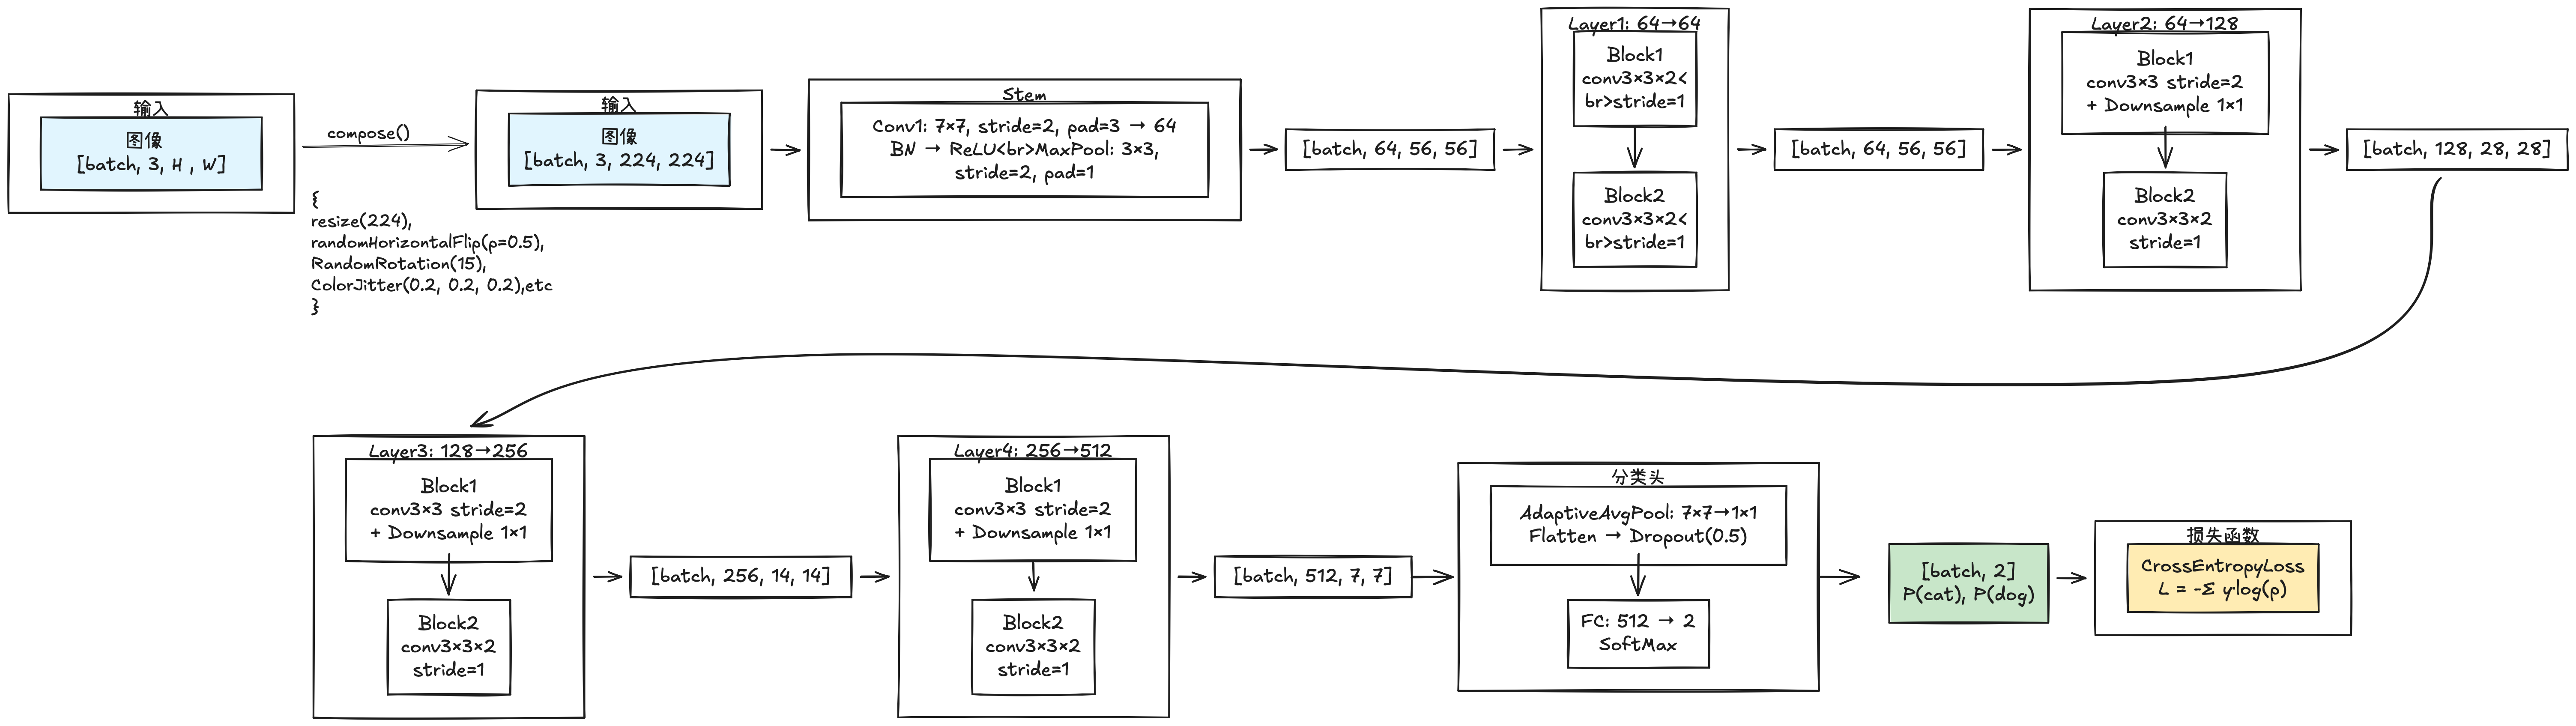 输入
图像
[batch, 3, H , W]
compose()
{
resize(224),
randomHorizontalFlip(p=0.5),
RandomRotation(15),
ColorJitter(0.2, 0.2, 0.2),etc
}
输入
图像
[batch, 3, 224, 224]
Stem
Conv1: 7×7, stride=2, pad=3 → 64
BN → ReLU<br>MaxPool: 3×3,
stride=2, pad=1
[batch, 64, 56, 56]
Layer1: 64→64
Block1
conv3×3×2<
br>stride=1
Block2
conv3×3×2<
br>stride=1
[batch, 64, 56, 56]
Layer2: 64→128
Block1
conv3×3 stride=2
+ Downsample 1×1
Block2
conv3×3×2
stride=1
[batch, 128, 28, 28]
Layer3: 128→256
Block1
conv3×3 stride=2
+ Downsample 1×1
Block2
conv3×3×2
stride=1
[batch, 256, 14, 14]
Layer4: 256→512
Block1
conv3×3 stride=2
+ Downsample 1×1
Block2
conv3×3×2
stride=1
[batch, 512, 7, 7]
分类头
AdaptiveAvgPool: 7×7→1×1
Flatten → Dropout(0.5)
FC: 512 → 2
SoftMax
[batch, 2]
P(cat), P(dog)
损失函数
CrossEntropyLoss
L = -Σ y·log(p)